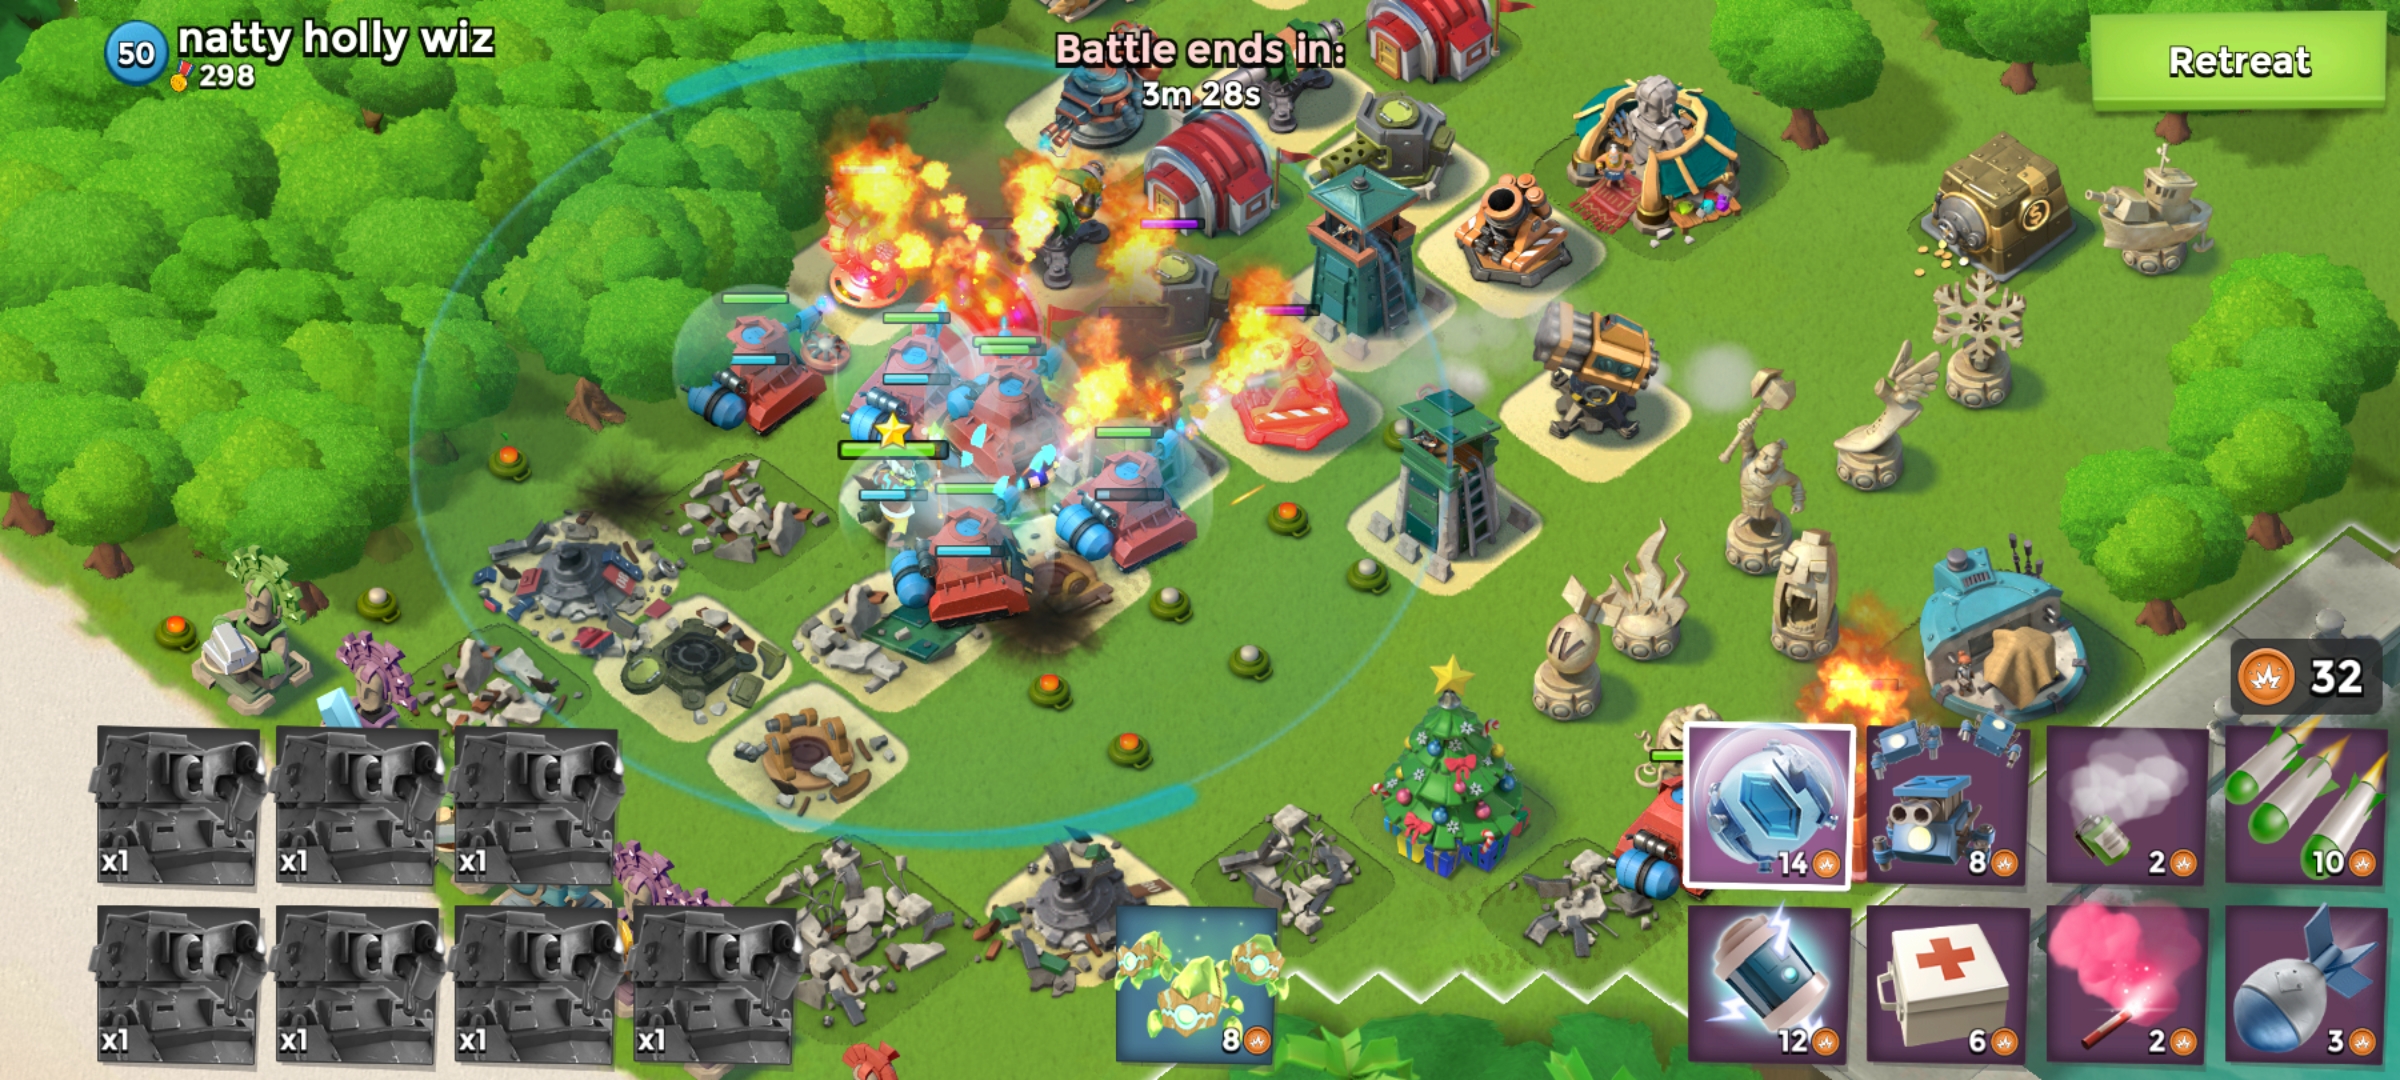 50 natty holly wiz
298
Battle ends in:
3m 28s
Retreat
32
x1 x1 x1
14 8 2 10
x1 x1 x1 x1
8
12 6 2 3